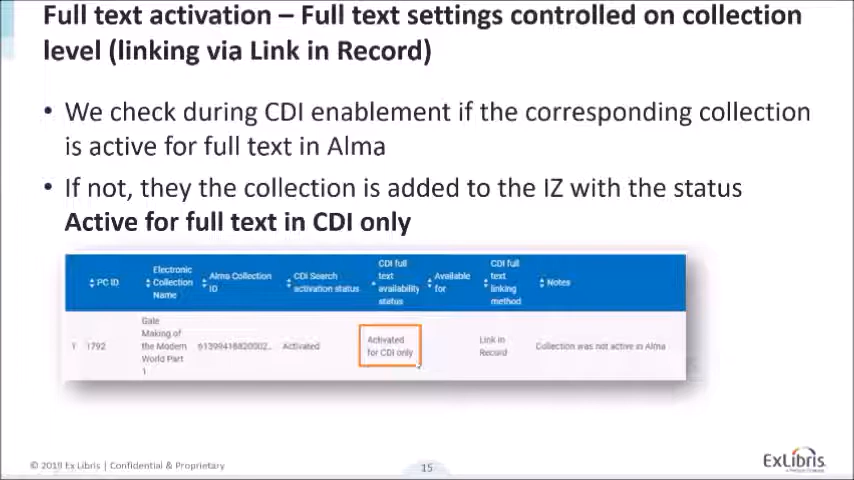 Full text activation – Full text settings controlled on collection
level (linking via Link in Record)
• We check during CDI enablement if the corresponding collection
is active for full text in Alma
• If not, they the collection is added to the IZ with the status
Active for full text in CDI only
PC ID
Electronic
Collection
Name
Alma Collection
ID
CDI Search
activation status
CDI full
text
availability
status
Available
for
CDI full
text
linking
method
Notes
1 1792
Gale
Making of
the Modern
World Part
1
Activated
Activated
for CDI only
Link in
Record
Collection was not active in Alma
© 2019 Ex Libris | Confidential & Proprietary
15
ExLibris